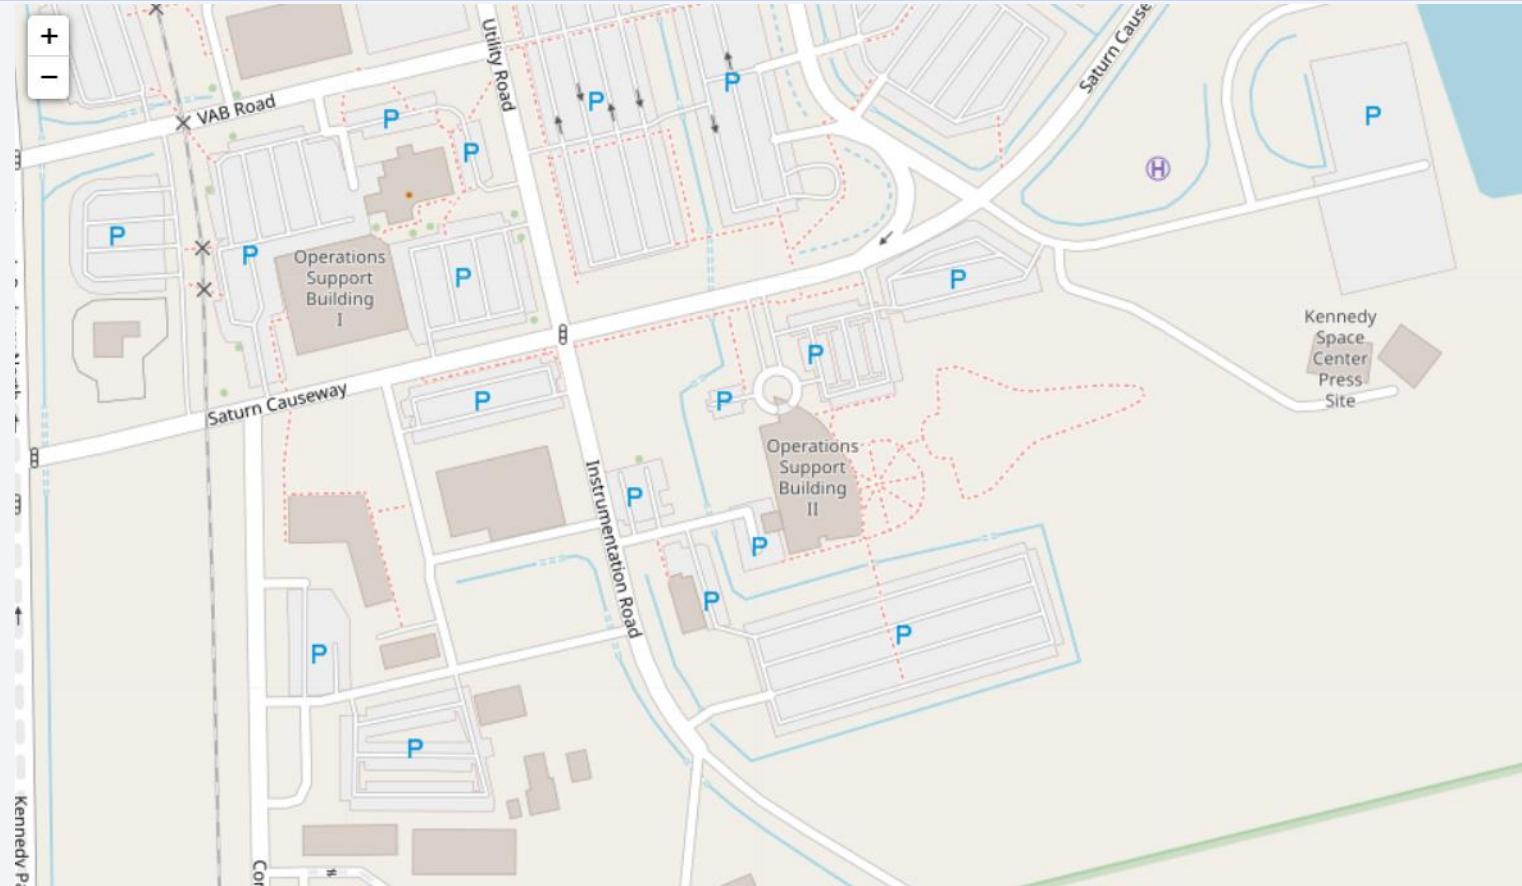 +
−
Utility Road
Saturn Cause
VAB Road
P
P
P
P
P
P
H
P
P
P
P
Operations
Support
Building
I
Kennedy
Space
Center
Press
Site
P
P
P
Saturn Causeway
Operations
Support
Building
II
P
P
Instrumentation Road
P
P
P
P
Kennedy Pa
Cor